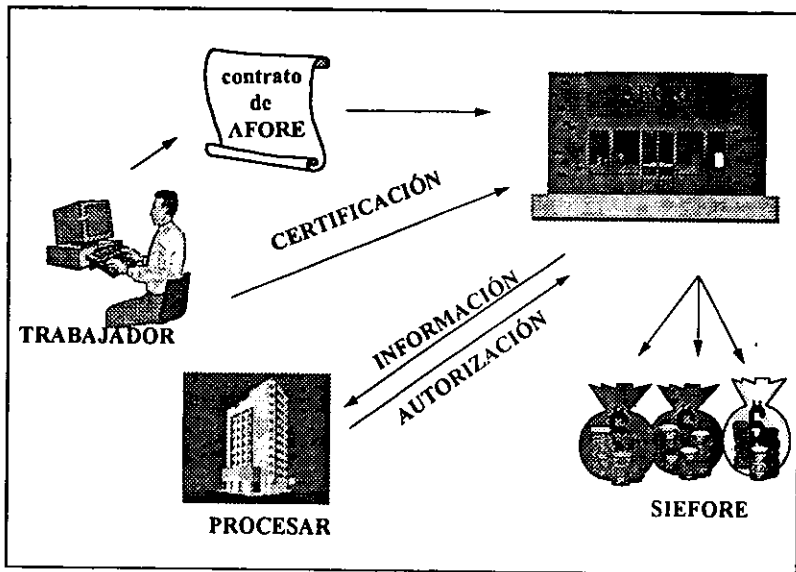 contrato
de
AFORE
CERTIFICACIÓN
TRABAJADOR
INFORMACIÓN
AUTORIZACIÓN
PROCESAR
SIEFORE